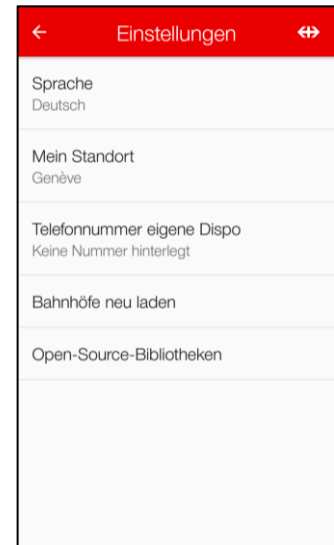 Einstellungen
Sprache
Deutsch
Mein Standort
Genève
Telefonnummer eigene Dispo
Keine Nummer hinterlegt
Bahnhöfe neu laden
Open-Source-Bibliotheken